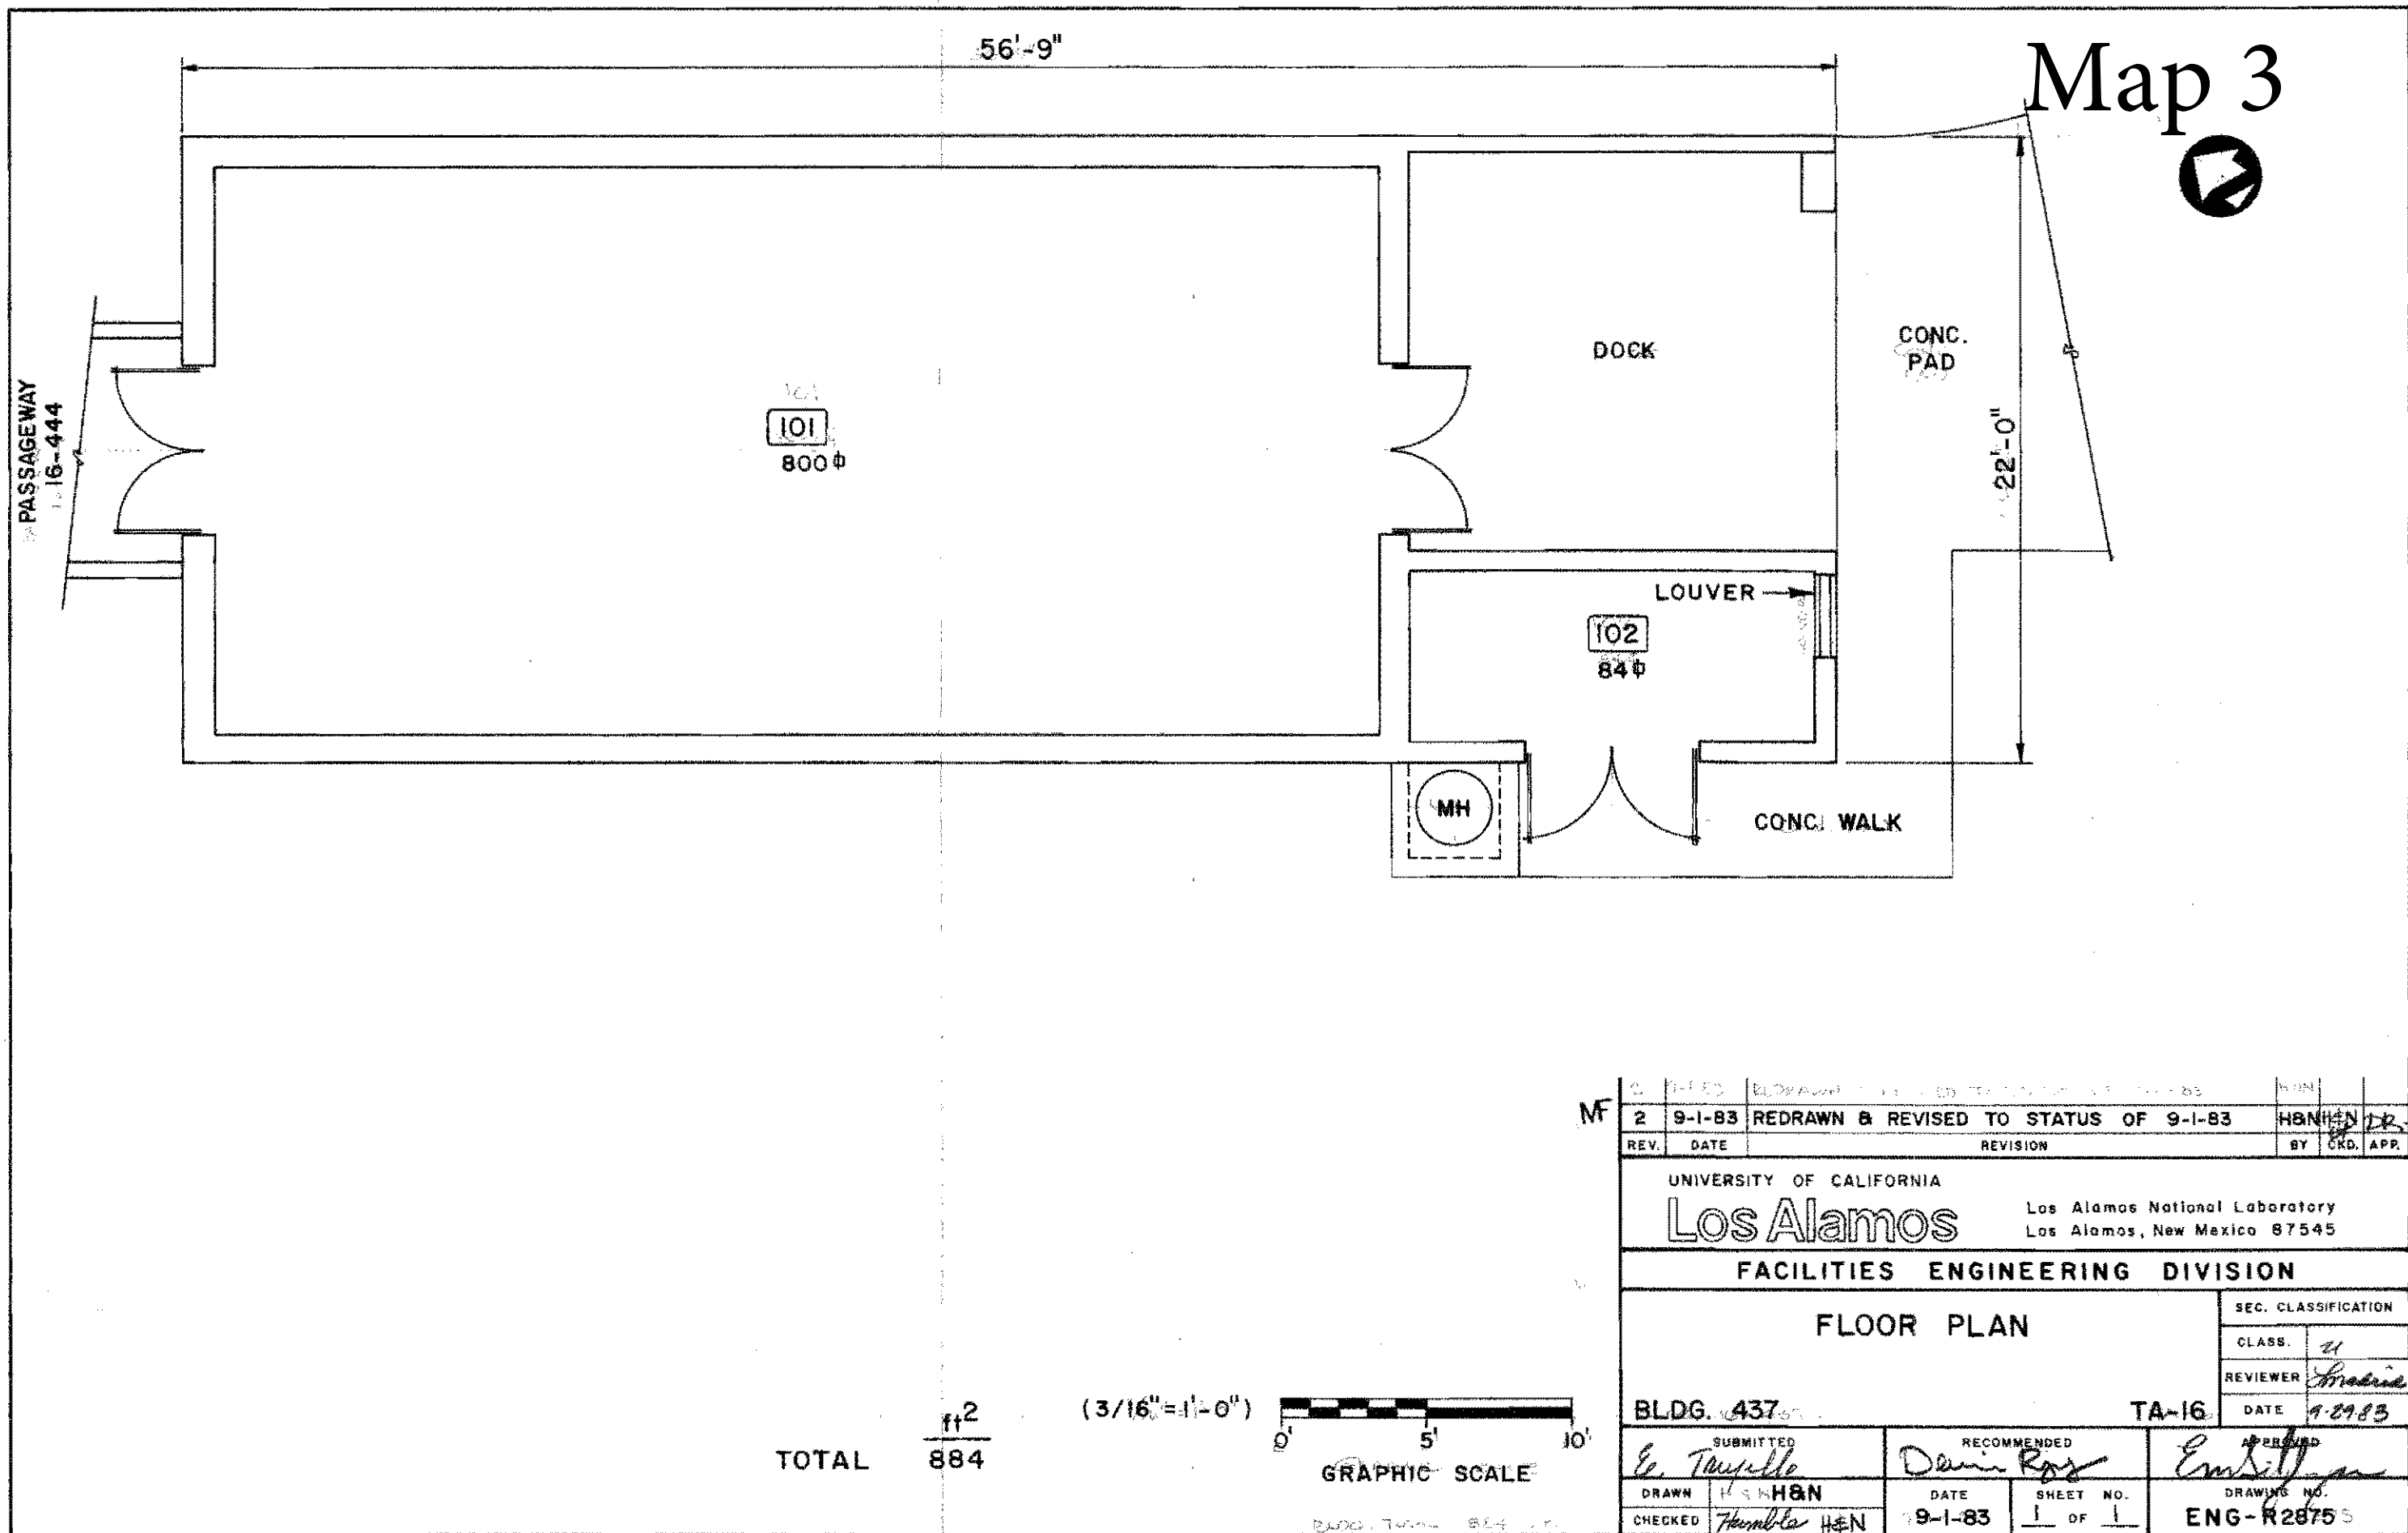 Map 3
56'-9"
PASSAGEWAY
16-444
101
800
DOCK
CONC.
PAD
22'-0"
LOUVER
102
84
MH
CONC. WALK
MF
2 9-1-83 REDRAWN & REVISED TO STATUS OF 9-1-83 H&N H&N DR
REV. DATE REVISION BY CKD. APP.
UNIVERSITY OF CALIFORNIA
Los Alamos
Los Alamos National Laboratory
Los Alamos, New Mexico 87545
FACILITIES ENGINEERING DIVISION
FLOOR PLAN
SEC. CLASSIFICATION
CLASS. U
REVIEWER
DATE 9-29-83
BLDG. 437 TA-16
ft2
TOTAL 884
(3/16"=1'-0")
0' 5' 10'
GRAPHIC SCALE
SUBMITTED RECOMMENDED APPROVED
E. Trujillo
DRAWN H&N DATE SHEET NO. DRAWING NO.
CHECKED Humble H&N 9-1-83 1 OF 1 ENG-R2875